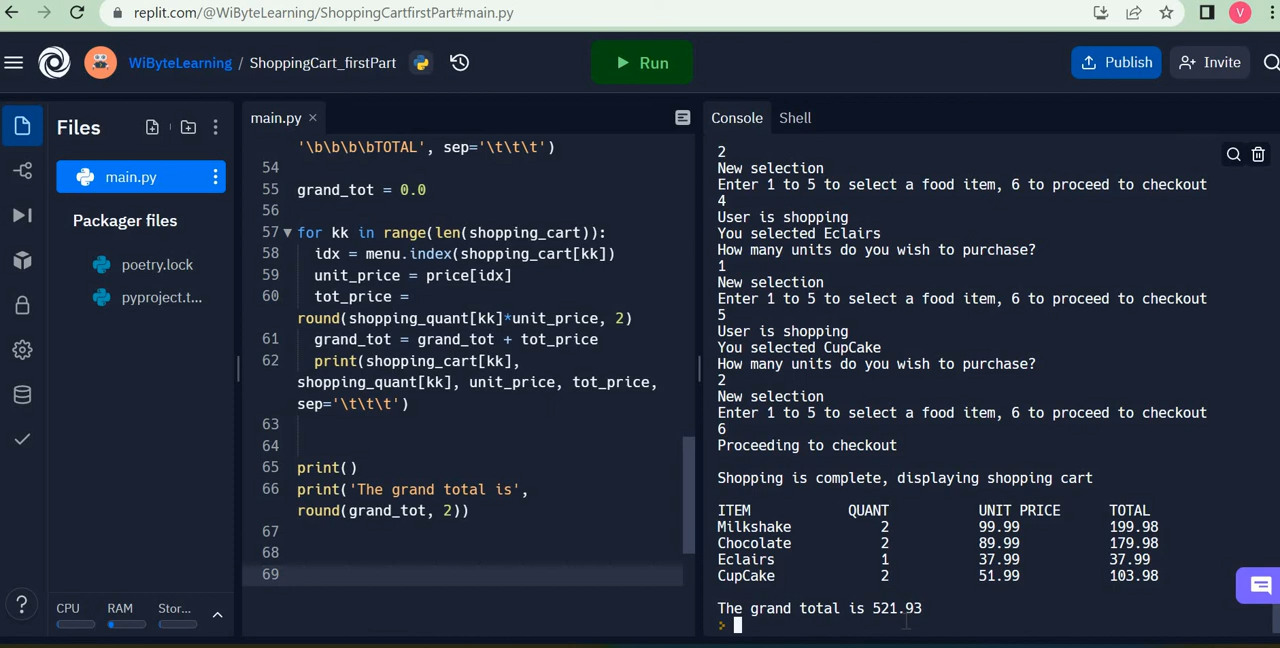 replit.com/@WiByteLearning/ShoppingCartfirstPart#main.py
V
WiByteLearning / ShoppingCart_firstPart
Run
Publish
Invite
Files
main.py
Packager files
poetry.lock
pyproject.t...
CPU RAM Stor...
?
main.py ×
'\b\b\b\bTOTAL', sep='\t\t\t')
54
55 grand_tot = 0.0
56
57 for kk in range(len(shopping_cart)):
58 idx = menu.index(shopping_cart[kk])
59 unit_price = price[idx]
60 tot_price =
round(shopping_quant[kk]*unit_price, 2)
61 grand_tot = grand_tot + tot_price
62 print(shopping_cart[kk],
shopping_quant[kk], unit_price, tot_price,
sep='\t\t\t')
63
64
65 print()
66 print('The grand total is',
round(grand_tot, 2))
67
68
69
Console Shell
2
New selection
Enter 1 to 5 to select a food item, 6 to proceed to checkout
4
User is shopping
You selected Eclairs
How many units do you wish to purchase?
1
New selection
Enter 1 to 5 to select a food item, 6 to proceed to checkout
5
User is shopping
You selected CupCake
How many units do you wish to purchase?
2
New selection
Enter 1 to 5 to select a food item, 6 to proceed to checkout
6
Proceeding to checkout
Shopping is complete, displaying shopping cart
ITEM QUANT UNIT PRICE TOTAL
Milkshake 2 99.99 199.98
Chocolate 2 89.99 179.98
Eclairs 1 37.99 37.99
CupCake 2 51.99 103.98
The grand total is 521.93